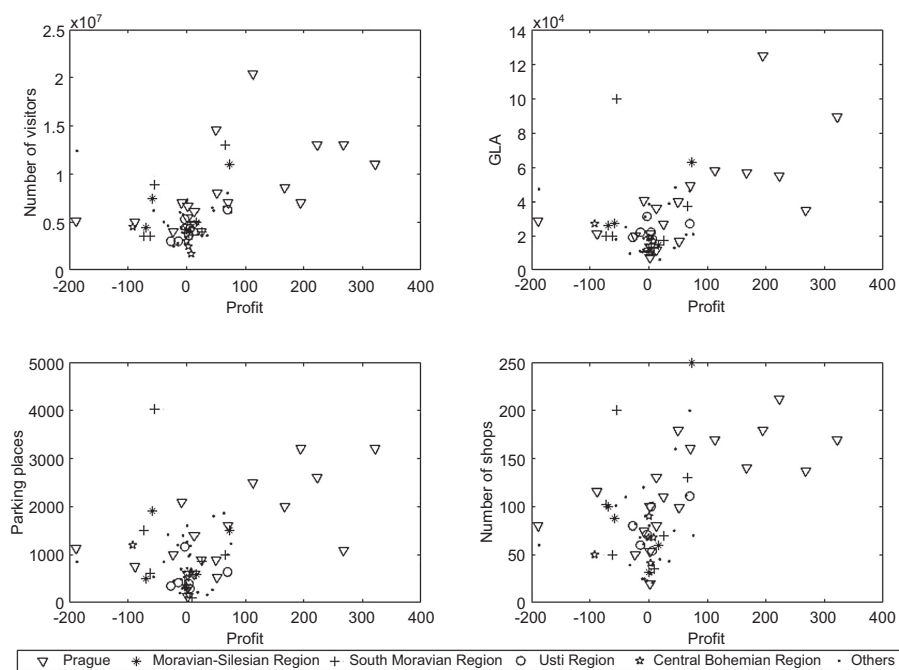 x10⁷
2.5
2
1.5
1
0.5
0
Number of visitors
-200 -100 0 100 200 300 400
Profit
x10⁴
14
12
10
8
6
4
2
0
GLA
-200 -100 0 100 200 300 400
Profit
5000
4000
3000
2000
1000
0
Parking places
-200 -100 0 100 200 300 400
Profit
250
200
150
100
50
0
Number of shops
-200 -100 0 100 200 300 400
Profit
Prague Moravian-Silesian Region South Moravian Region Usti Region Central Bohemian Region Others